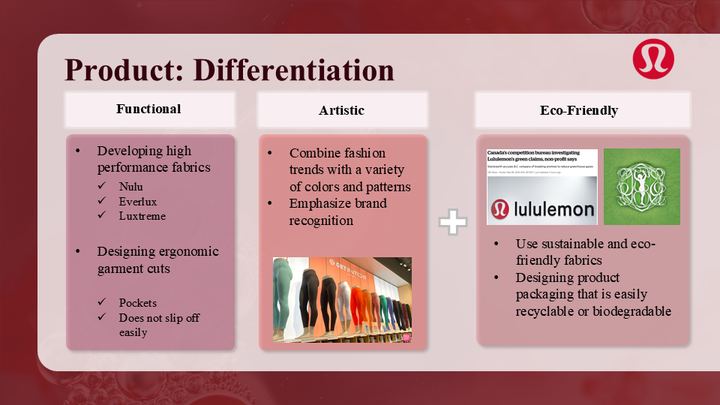 Product: Differentiation
Functional
• Developing high
performance fabrics
✓ Nulu
✓ Everlux
✓ Luxtreme
• Designing ergonomic
garment cuts
✓ Pockets
✓ Does not slip off
easily
Artistic
• Combine fashion
trends with a variety
of colors and patterns
• Emphasize brand
recognition
Eco-Friendly
Canada's competition bureau investigating
Lululemon's green claims, non-profit says
lululemon
• Use sustainable and eco-
friendly fabrics
• Designing product
packaging that is easily
recyclable or biodegradable